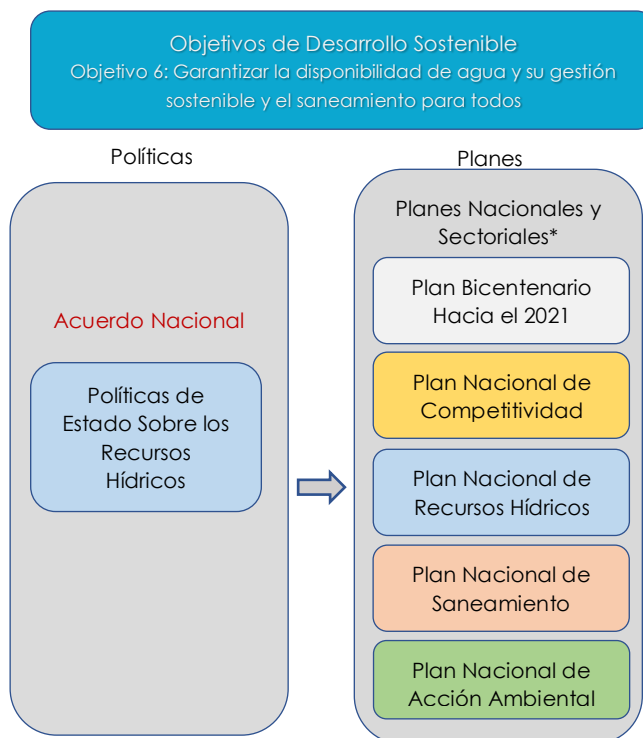 Objetivos de Desarrollo Sostenible
Objetivo 6: Garantizar la disponibilidad de agua y su gestión
sostenible y el saneamiento para todos
Políticas
Acuerdo Nacional
Políticas de
Estado Sobre los
Recursos
Hídricos
Planes
Planes Nacionales y
Sectoriales*
Plan Bicentenario
Hacia el 2021
Plan Nacional de
Competitividad
Plan Nacional de
Recursos Hídricos
Plan Nacional de
Saneamiento
Plan Nacional de
Acción Ambiental